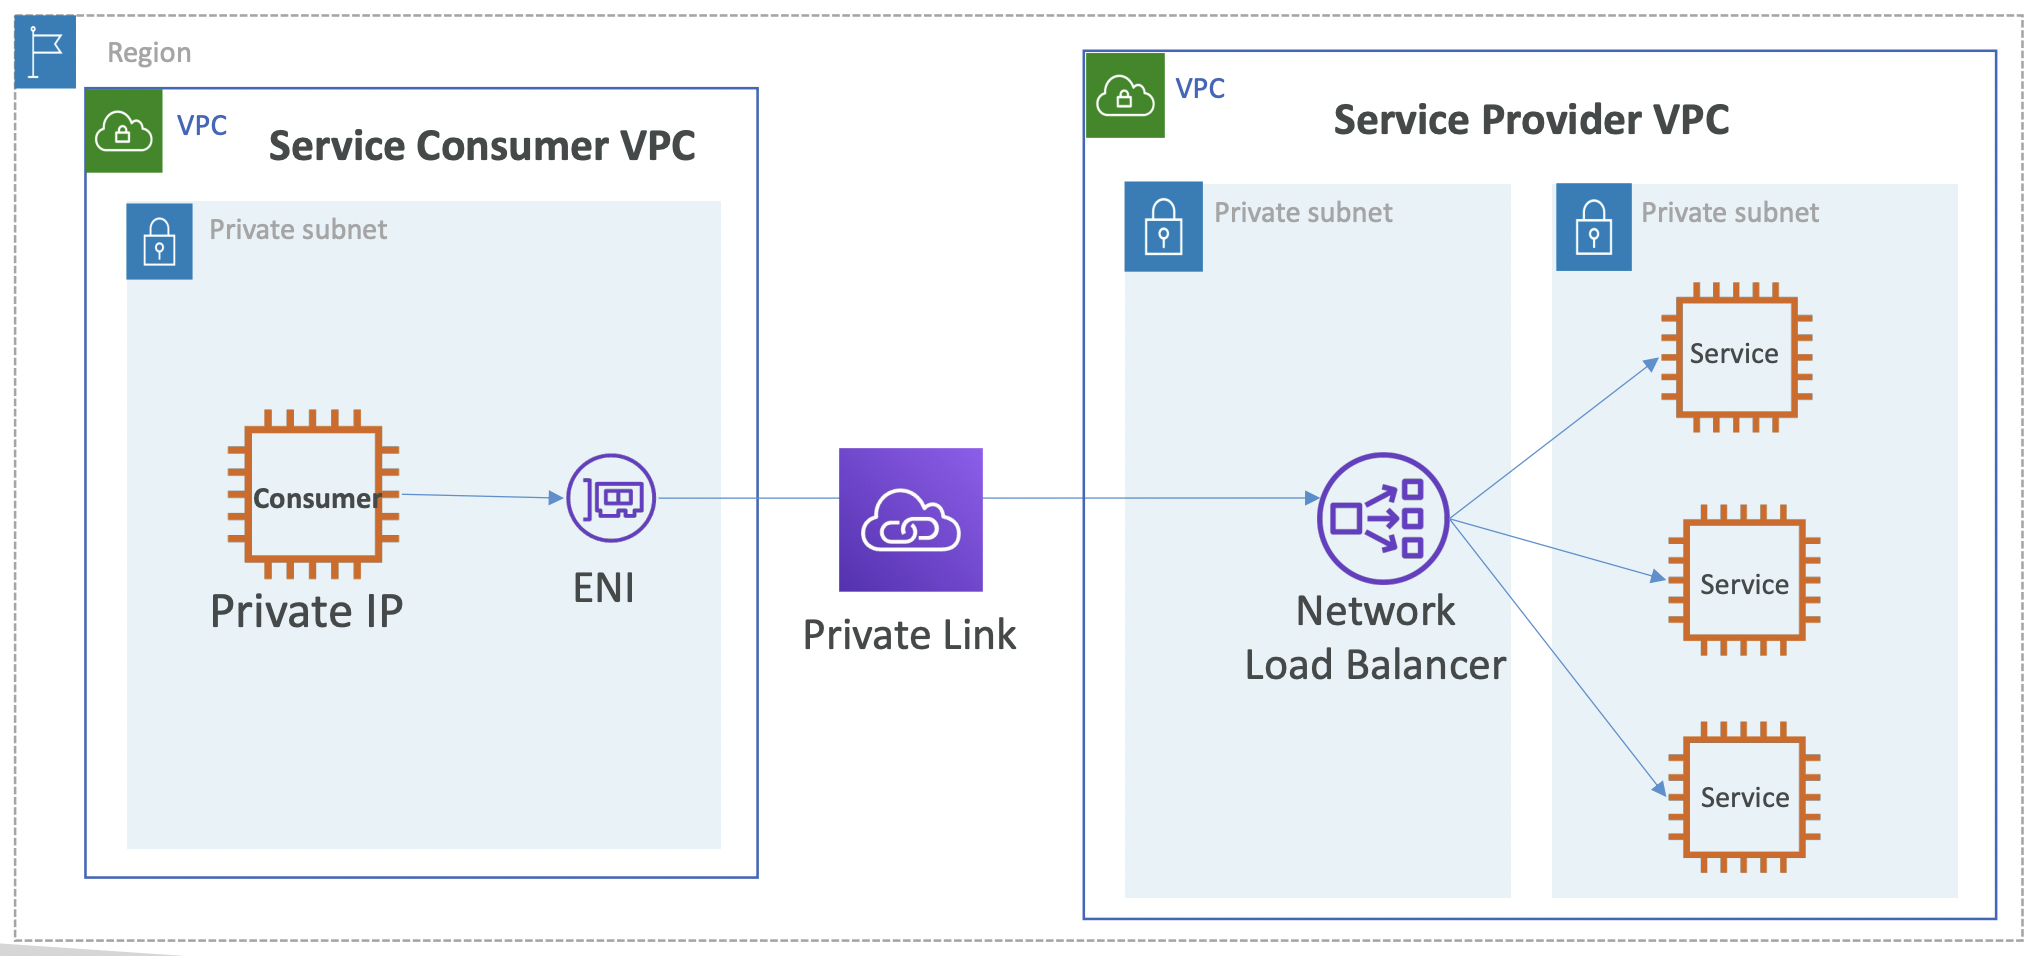 Region
VPC
Service Consumer VPC
Private subnet
Consumer
Private IP
ENI
Private Link
VPC
Service Provider VPC
Private subnet
Network
Load Balancer
Private subnet
Service
Service
Service